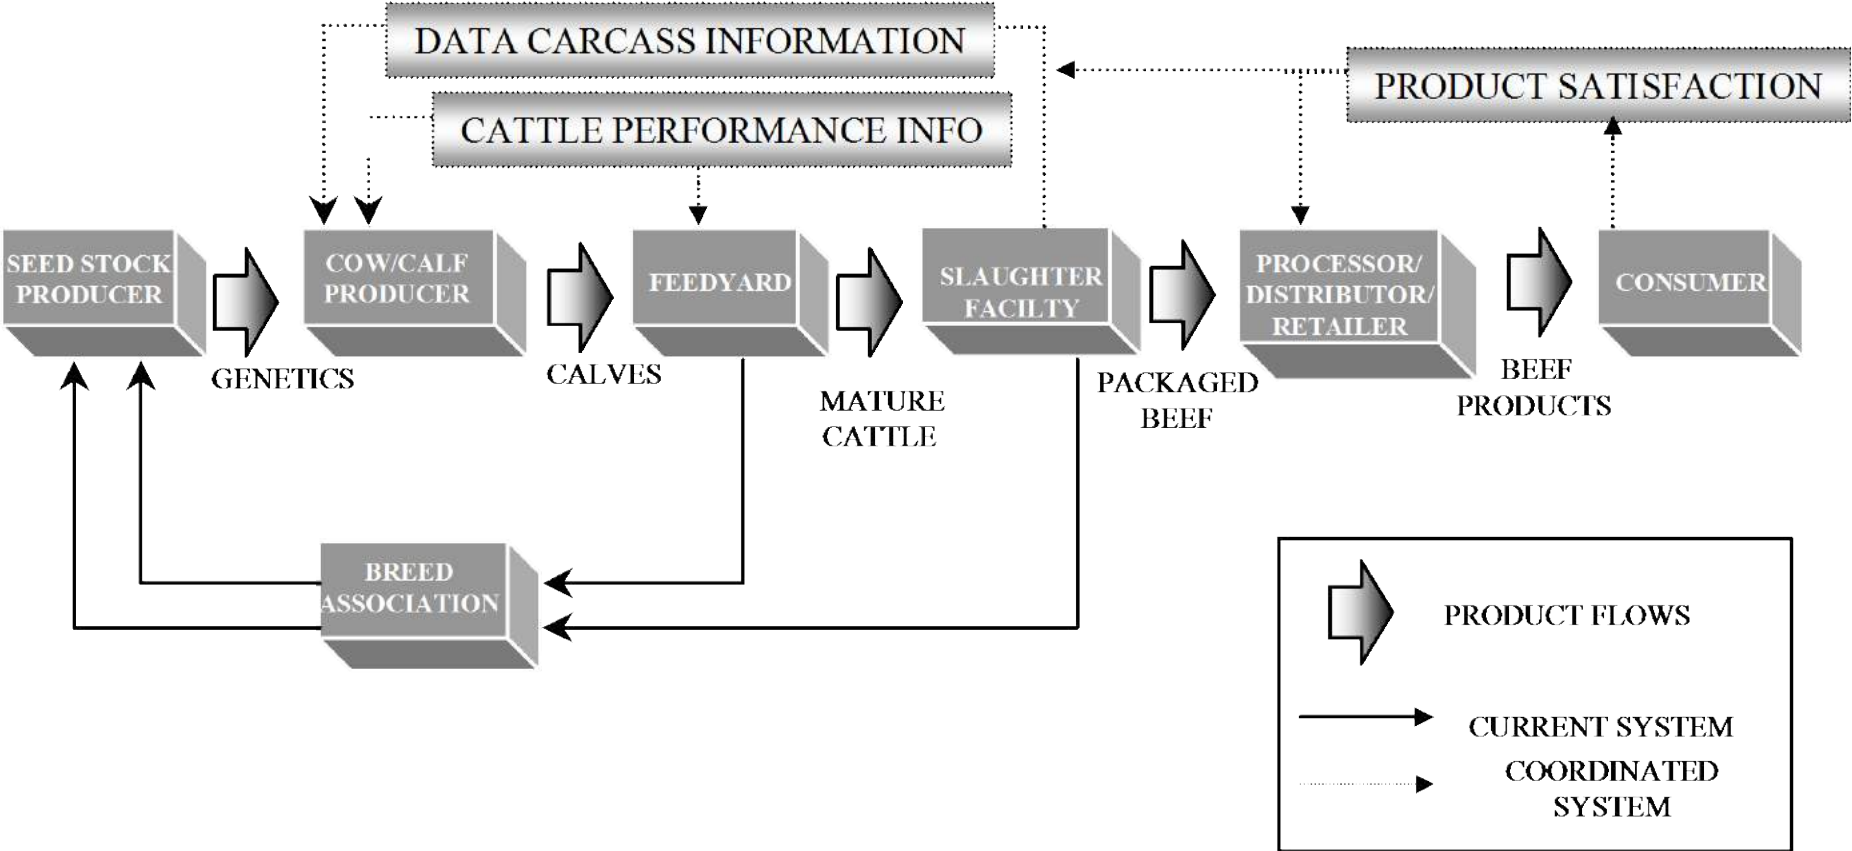 DATA CARCASS INFORMATION
PRODUCT SATISFACTION
CATTLE PERFORMANCE INFO
SEED STOCK
PRODUCER
COW/CALF
PRODUCER
FEEDYARD
SLAUGHTER
FACILTY
PROCESSOR/
DISTRIBUTOR/
RETAILER
CONSUMER
GENETICS
CALVES
MATURE
CATTLE
PACKAGED
BEEF
BEEF
PRODUCTS
BREED
ASSOCIATION
PRODUCT FLOWS
CURRENT SYSTEM
COORDINATED
SYSTEM